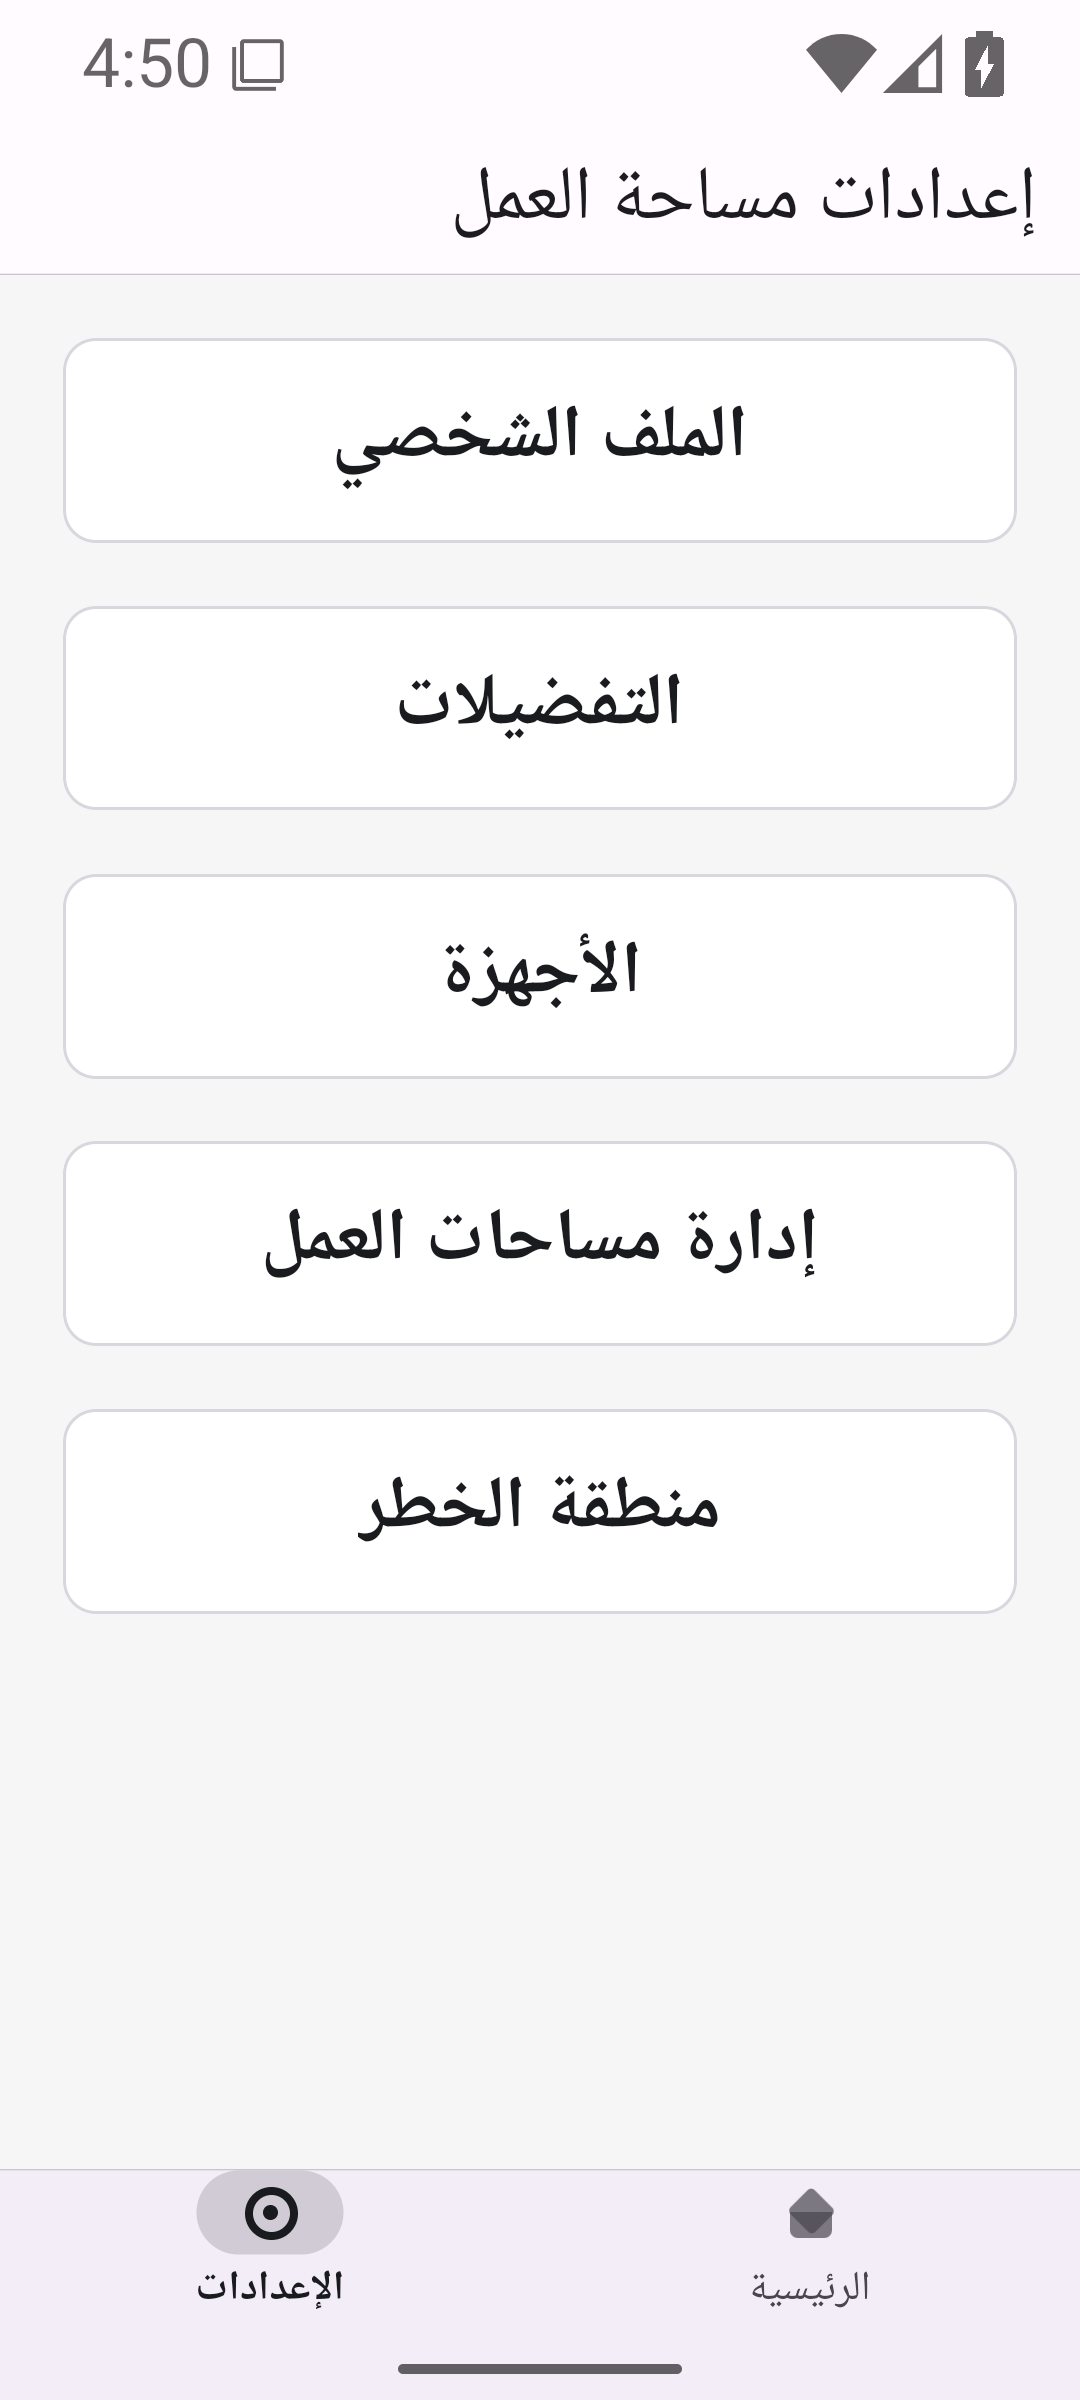 4:50
إعدادات مساحة العمل
الملف الشخصي
التفضيلات
الأجهزة
إدارة مساحات العمل
منطقة الخطر
الرئيسية
الإعدادات